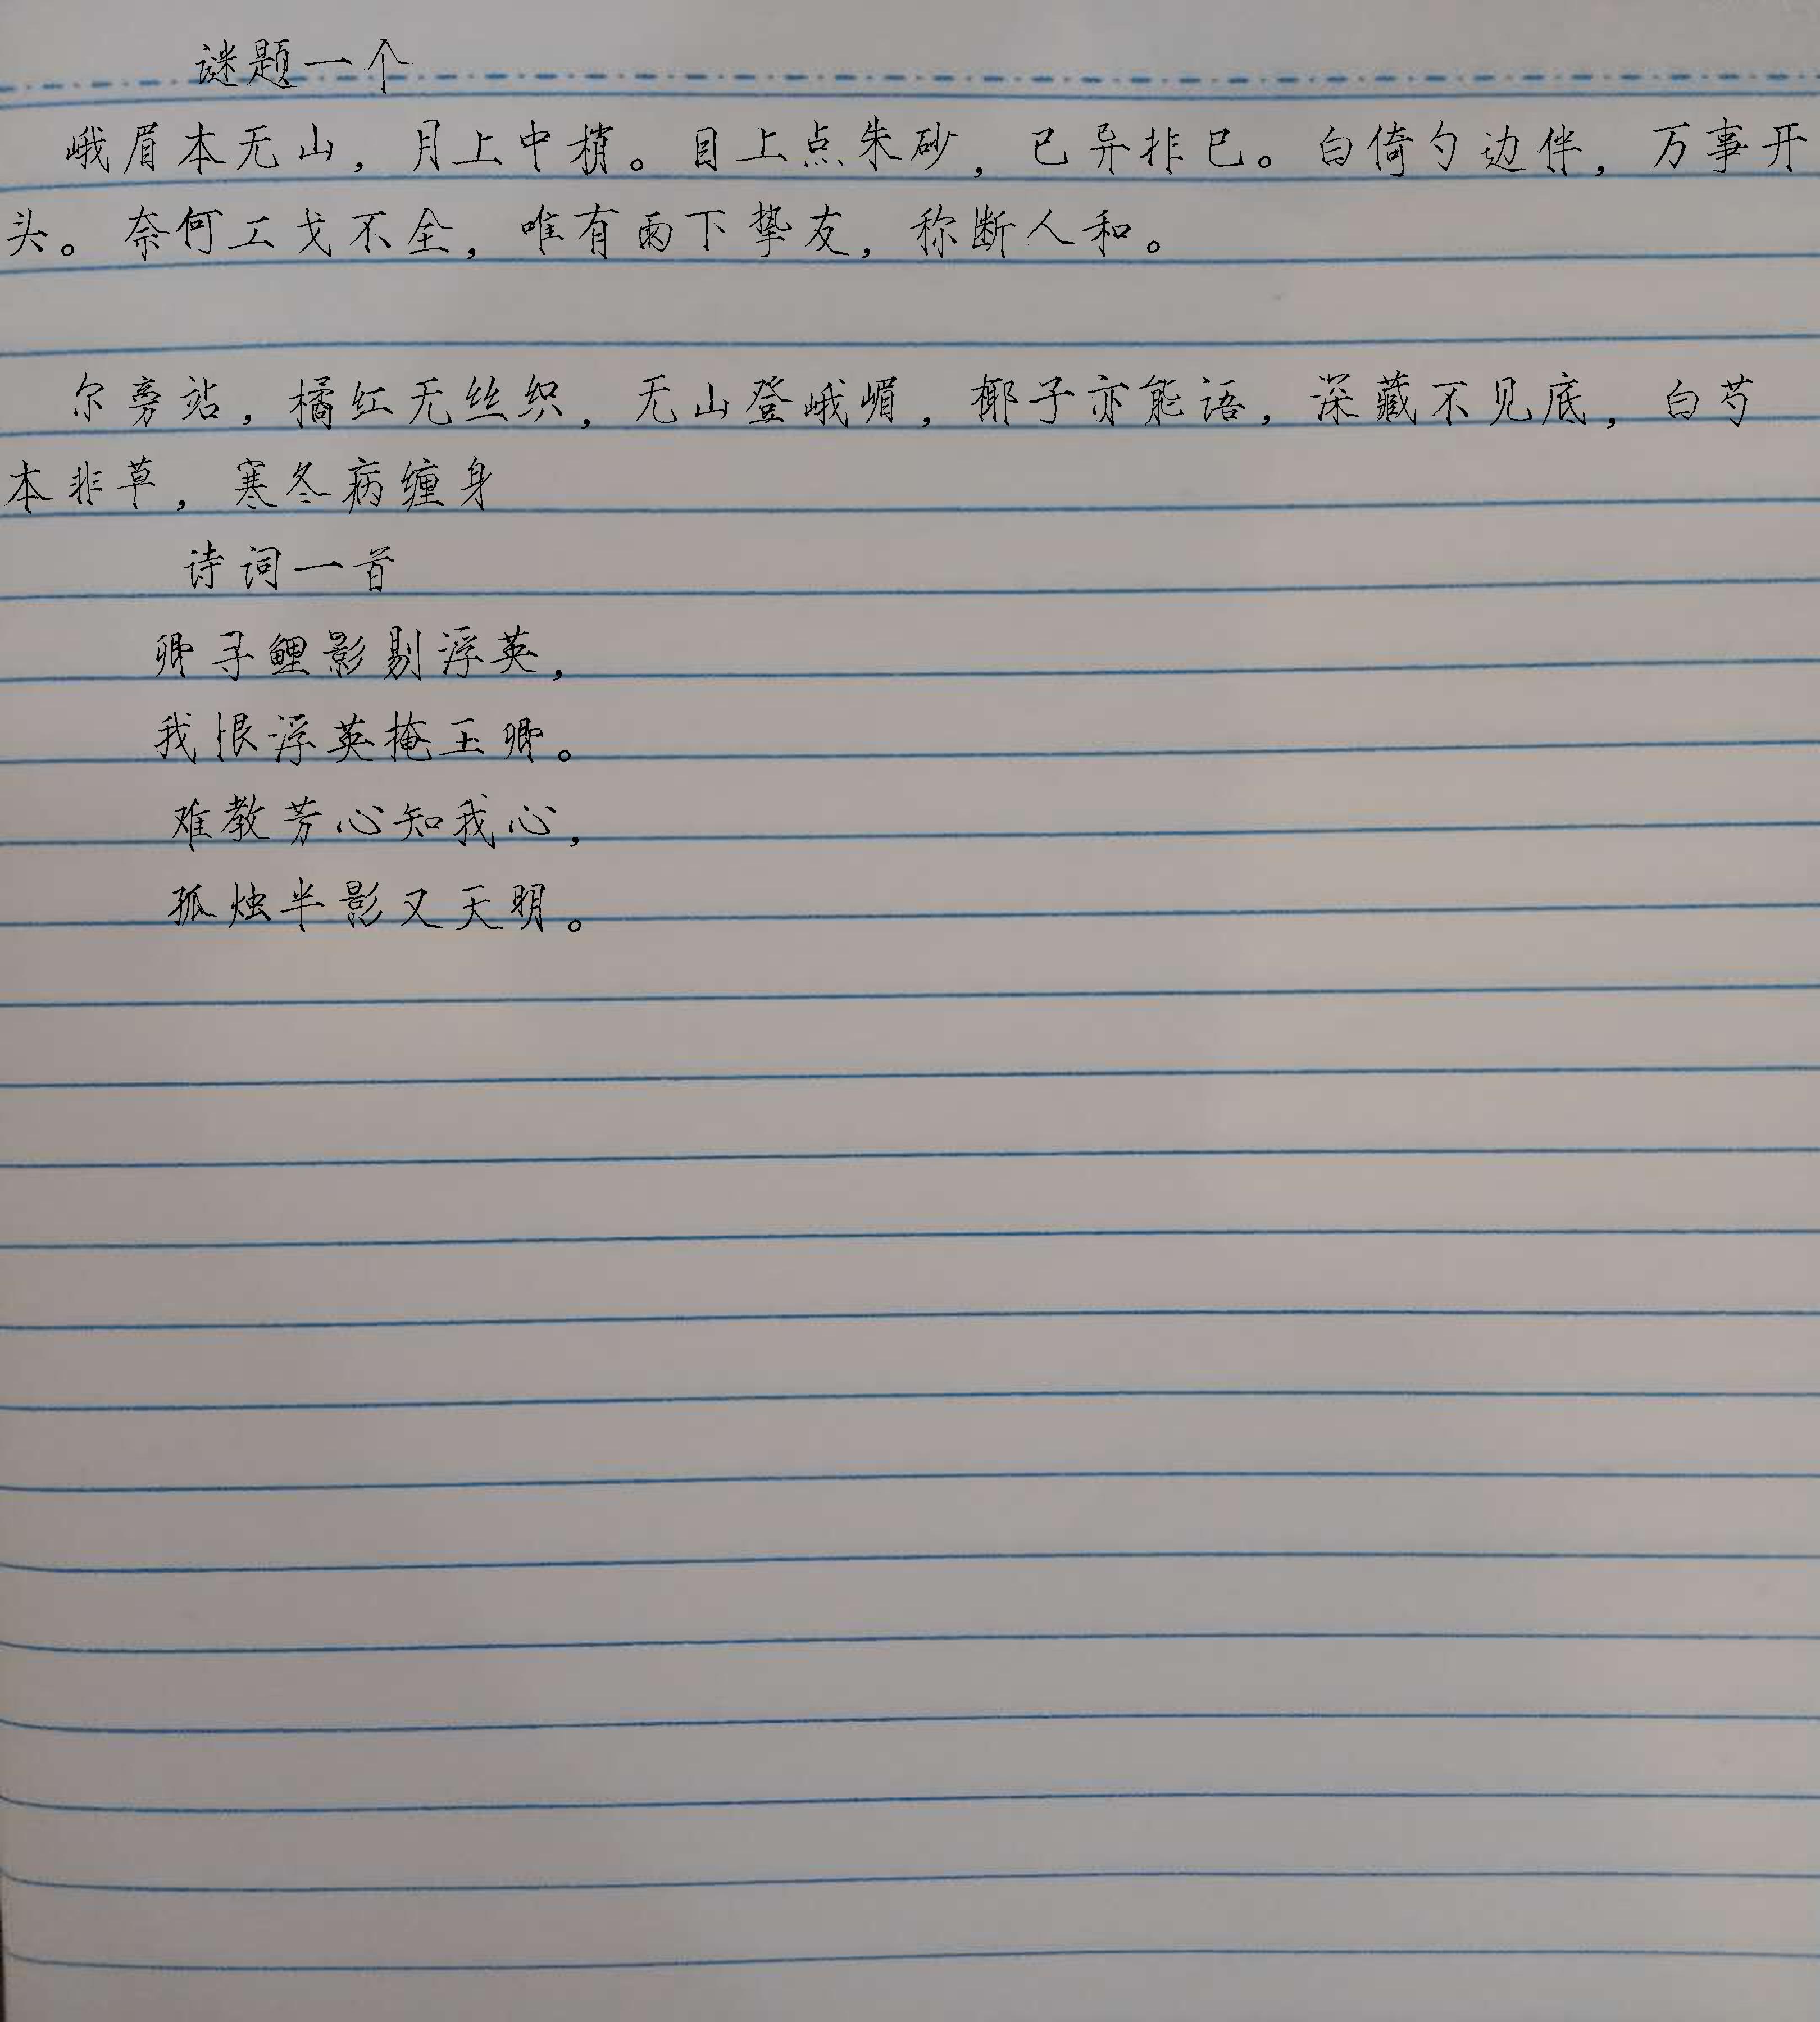 谜题一个
峨眉本无山，月上中梢。目上点朱砂，已异非巳。白倚勺边伴，万事开
头。奈何工戈不全，唯有雨下挚友，称断人和。
尔旁站，橘红无丝织，无山登峨嵋，椰子亦能语，深藏不见底，白芍
本非草，寒冬病缠身
诗词一首
卿寻鲤影剔浮英，
我恨浮英掩玉卿。
难教芳心知我心，
孤烛半影又天明。